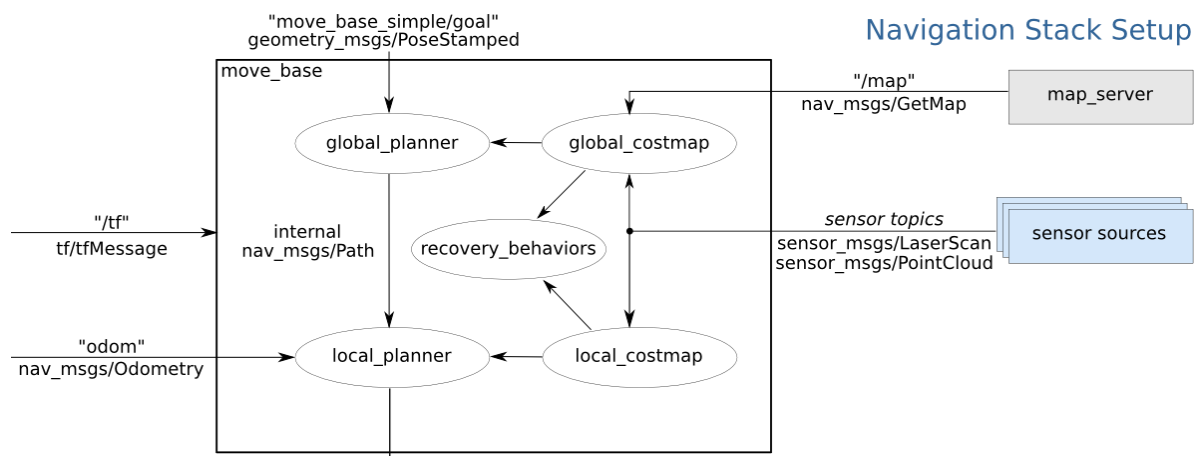 "move_base_simple/goal"
geometry_msgs/PoseStamped
Navigation Stack Setup
move_base
"/map"
nav_msgs/GetMap
map_server
global_planner
global_costmap
"/tf"
tf/tfMessage
internal
nav_msgs/Path
recovery_behaviors
sensor topics
sensor_msgs/LaserScan
sensor_msgs/PointCloud
sensor sources
"odom"
nav_msgs/Odometry
local_planner
local_costmap